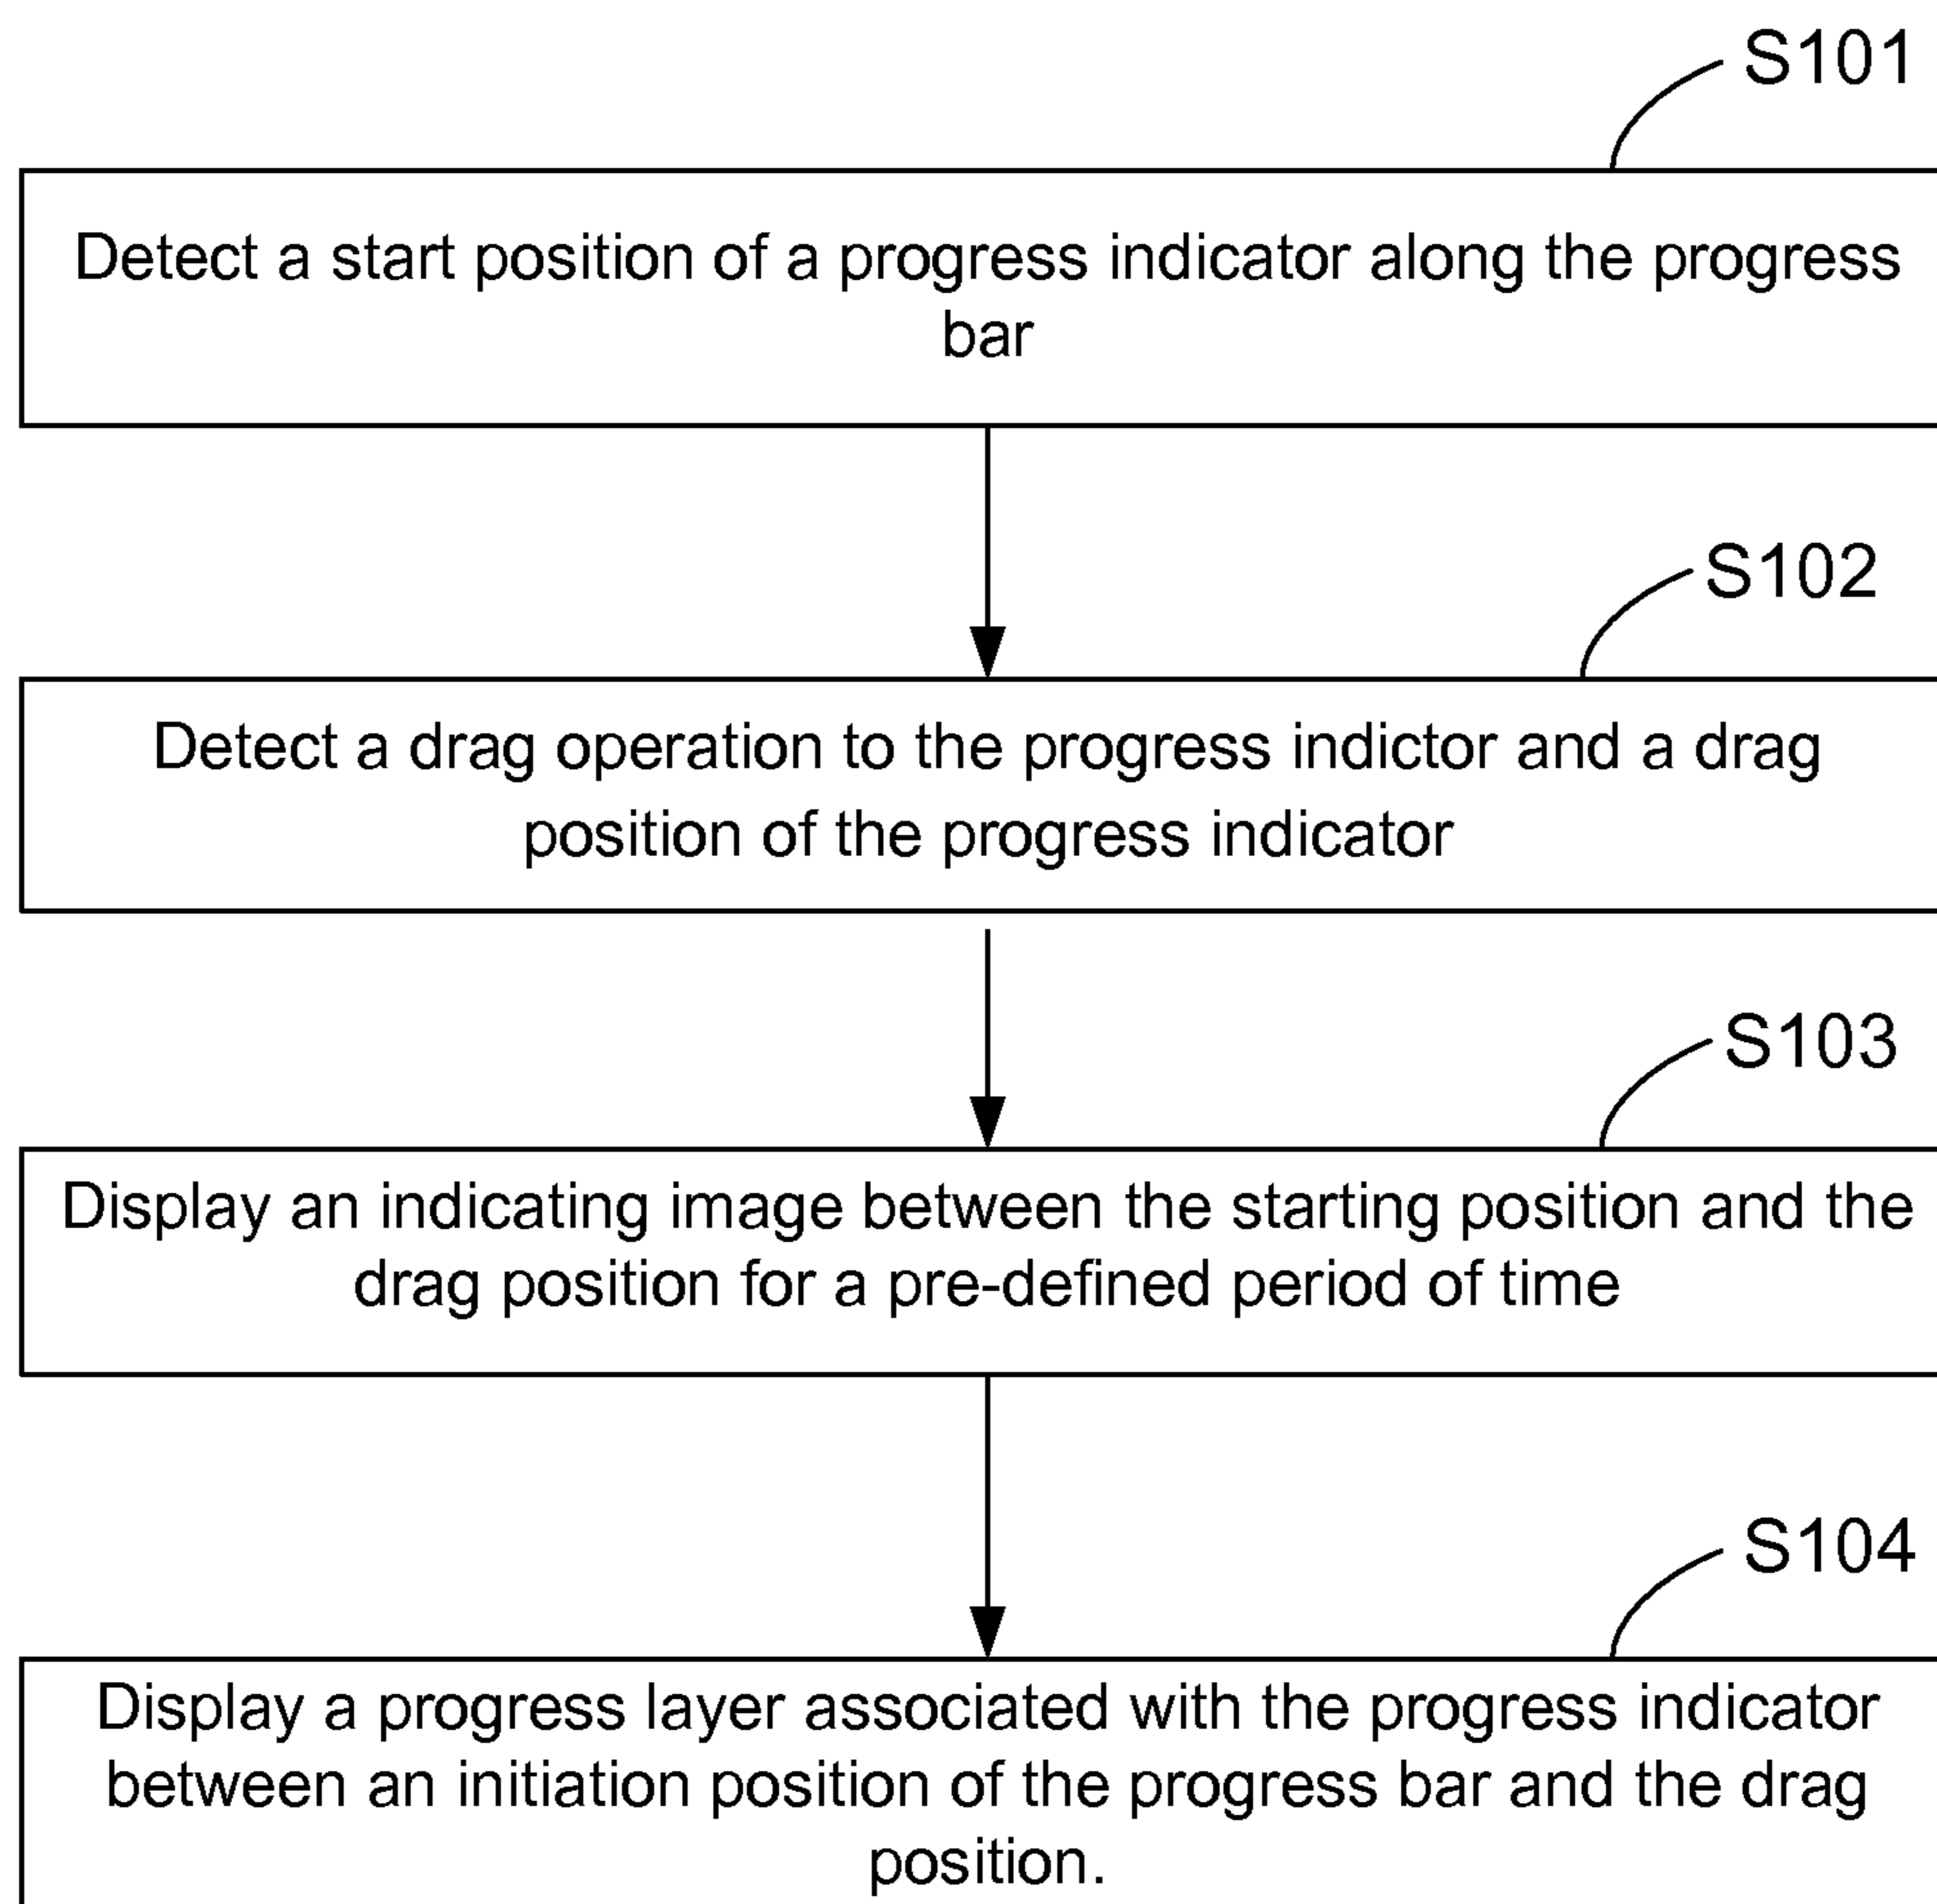 S101
Detect a start position of a progress indicator along the progress
bar
S102
Detect a drag operation to the progress indictor and a drag
position of the progress indicator
S103
Display an indicating image between the starting position and the
drag position for a pre-defined period of time
S104
Display a progress layer associated with the progress indicator
between an initiation position of the progress bar and the drag
position.